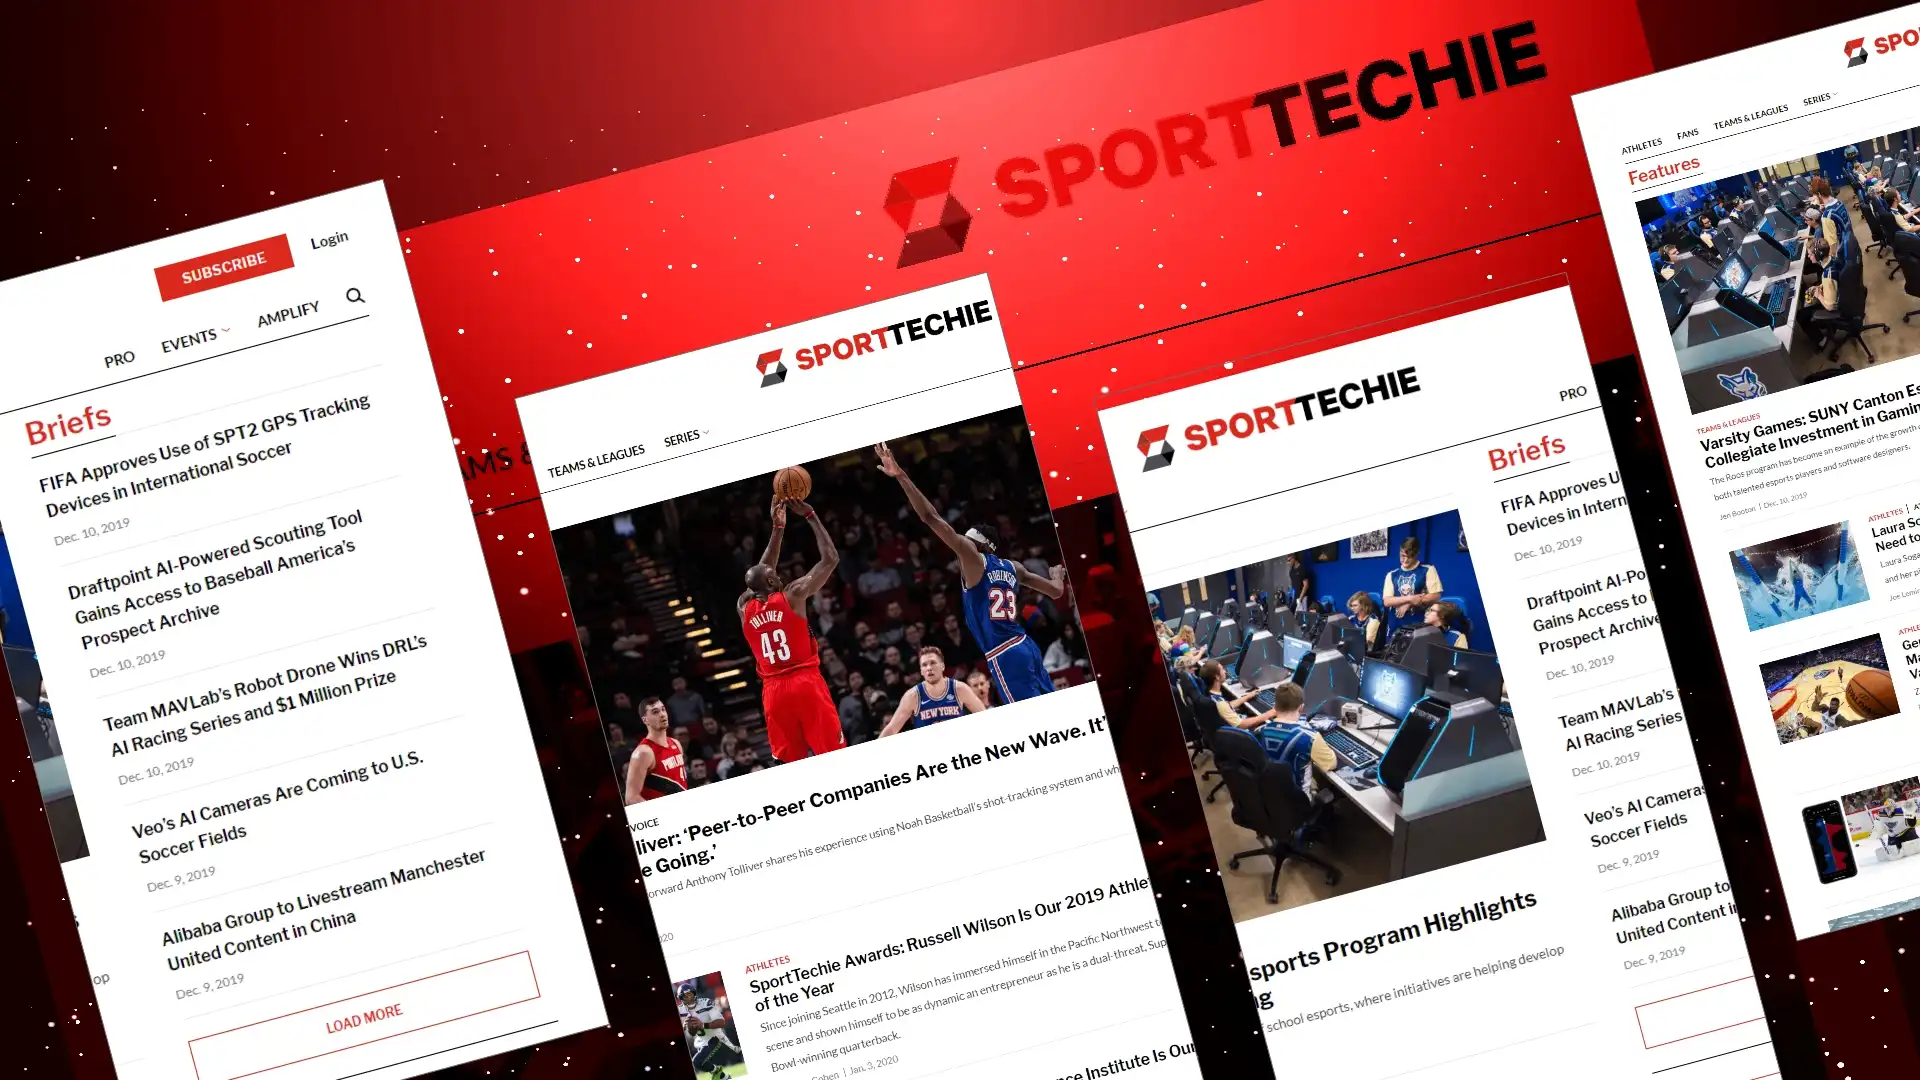 SPORTTECHIE
SUBSCRIBE
Login
PRO
EVENTS
AMPLIFY
Briefs
FIFA Approves Use of SPT2 GPS Tracking
Devices in International Soccer
Dec. 10, 2019
Draftpoint AI-Powered Scouting Tool
Gains Access to Baseball America's
Prospect Archive
Dec. 10, 2019
Team MAVLab's Robot Drone Wins DRL's
AI Racing Series and $1 Million Prize
Dec. 10, 2019
Veo's AI Cameras Are Coming to U.S.
Soccer Fields
Dec. 9, 2019
Alibaba Group to Livestream Manchester
United Content in China
Dec. 9, 2019
LOAD MORE
SPORTTECHIE
TEAMS & LEAGUES
SERIES
TOLLIVER
43
ROBINSON
23
NEW YORK
VOICE
liver: 'Peer-to-Peer Companies Are the New Wave. It'
e Going.'
orward Anthony Tolliver shares his experience using Noah Basketball's shot-tracking system and
ATHLETES
SportTechie Awards: Russell Wilson Is Our 2019
of the Year
Since joining Seattle in 2012, Wilson has immersed himself in the Pacific Northwest
scene and shown himself to be as dynamic an entrepreneur as he is a dual-threat,
Bowl-winning quarterback.
Cohen | Jan. 3, 2020
Institute Is Our
SPORTTECHIE
PRO
Briefs
FIFA Approves U
Devices in Intern
Dec. 10, 2019
Draftpoint AI-Po
Gains Access to
Prospect Archive
Dec. 10, 2019
Team MAVLab's
AI Racing Series
Dec. 10, 2019
Veo's AI Cameras
Soccer Fields
Dec. 9, 2019
Alibaba Group to
United Content in
Dec. 9, 2019
sports Program Highlights
g
school esports, where initiatives are helping develop
SPO
ATHLETES
FANS
TEAMS & LEAGUES
SERIES
Features
TEAMS & LEAGUES
Varsity Games: SUNY Canton Es
Collegiate Investment in Gamin
The Roos program has become an example of the growth
both talented esports players and software designers.
Jen Booton | Dec. 10, 2019
ATHLETES
Laura So
Need to
Laura Soga
and her